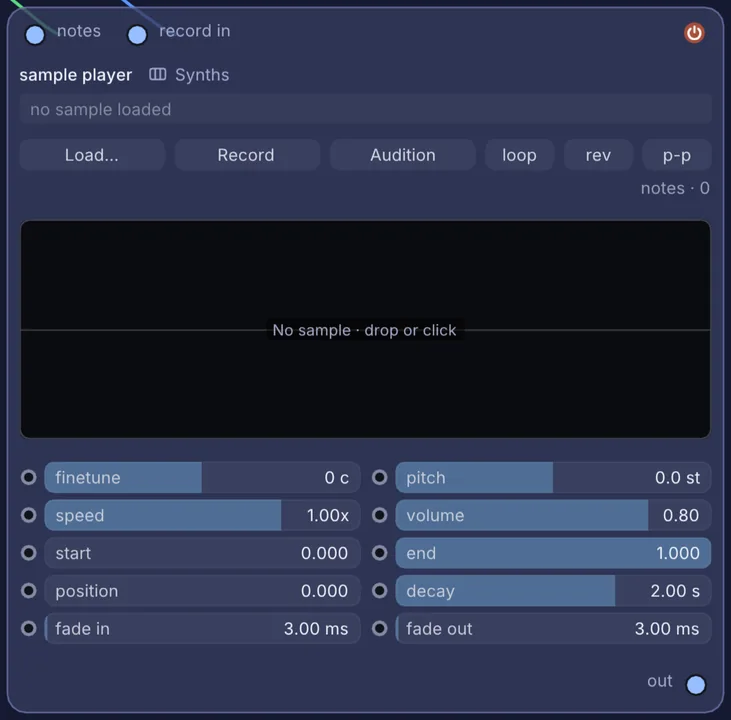 notes record in
sample player Synths
no sample loaded
Load... Record Audition loop rev p-p
notes · 0
No sample · drop or click
finetune 0 c pitch 0.0 st
speed 1.00x volume 0.80
start 0.000 end 1.000
position 0.000 decay 2.00 s
fade in 3.00 ms fade out 3.00 ms
out